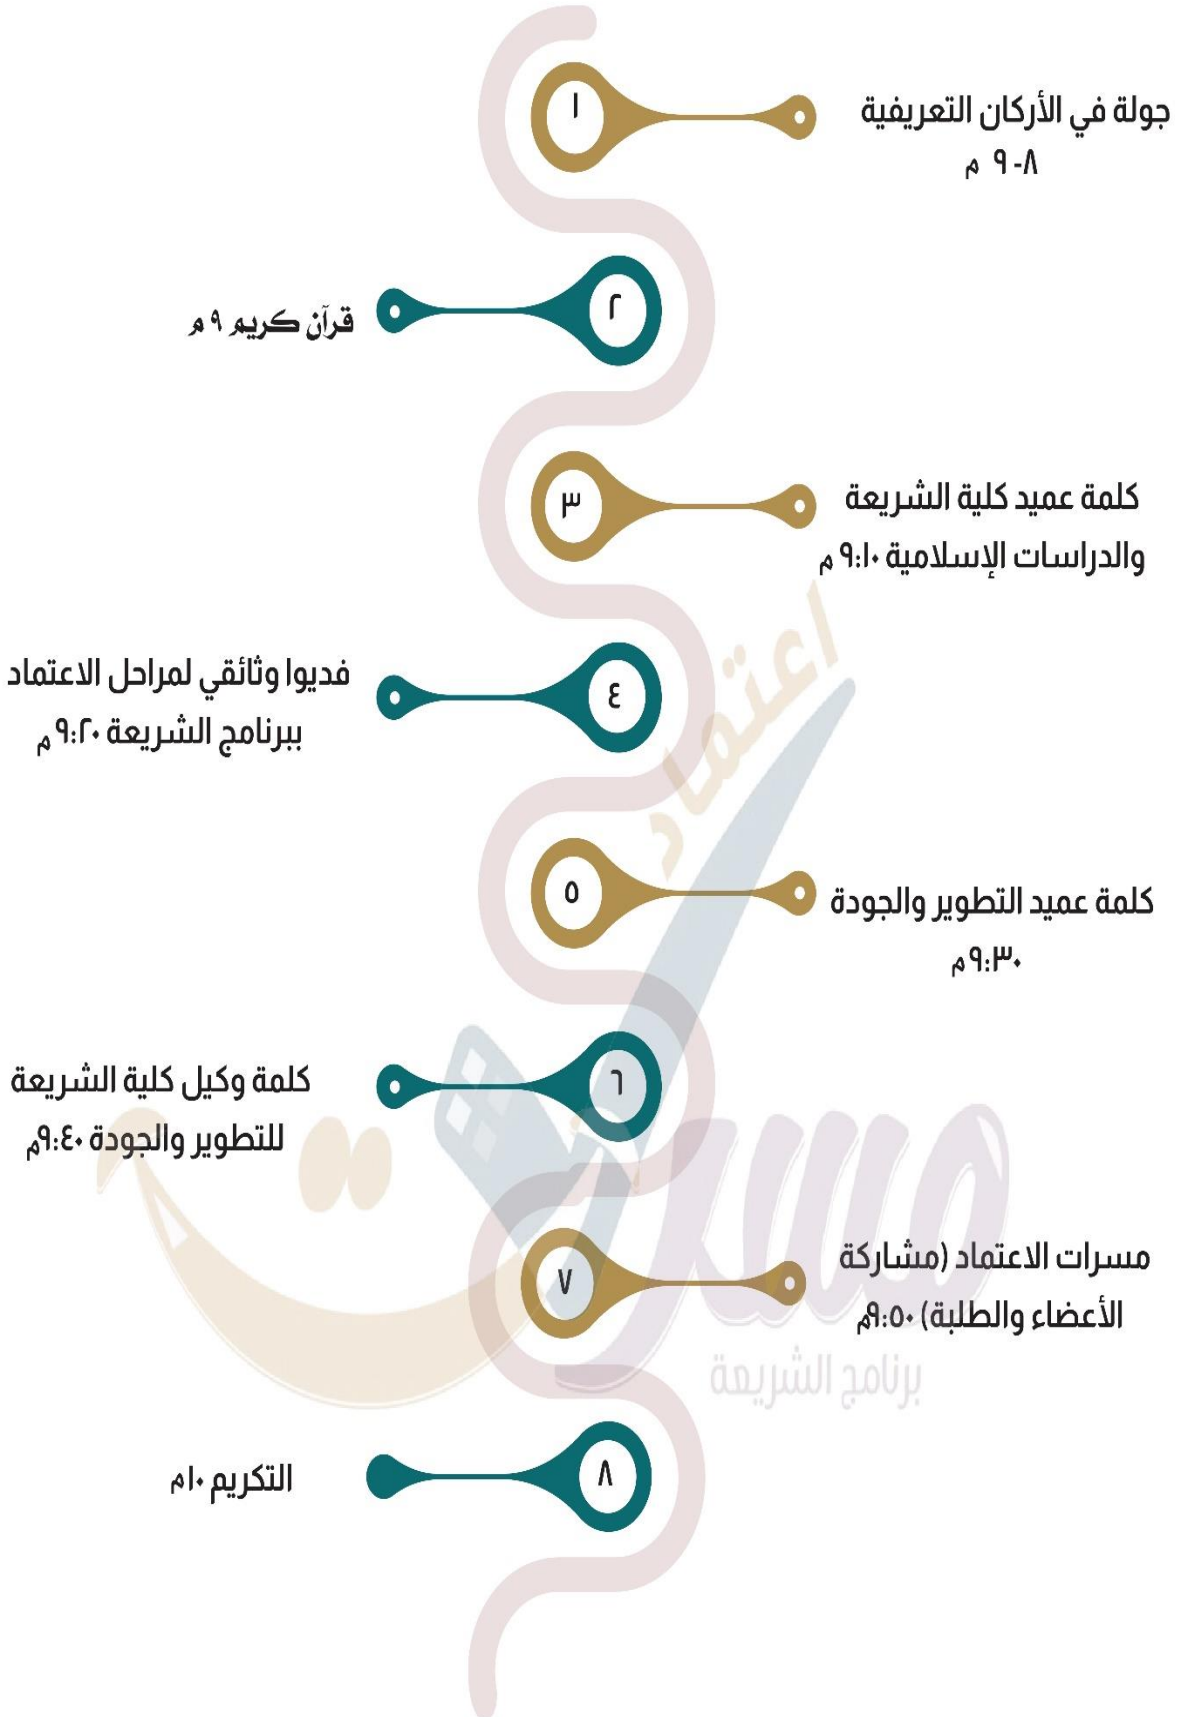 ١
جولة في الأركان التعريفية
٨- ٩ م
٢
قرآن كريم ٩ م
٣
كلمة عميد كلية الشريعة
والدراسات الإسلامية ٩:١٠ م
٤
فديوا وثائقي لمراحل الاعتماد
ببرنامج الشريعة ٩:٢٠ م
٥
كلمة عميد التطوير والجودة
٩:٣٠ م
٦
كلمة وكيل كلية الشريعة
للتطوير والجودة ٩:٤٠م
٧
مسرات الاعتماد (مشاركة
الأعضاء والطلبة) ٩:٥٠م
٨
التكريم ١٠م
اعتماد
مسرات
برنامج الشريعة